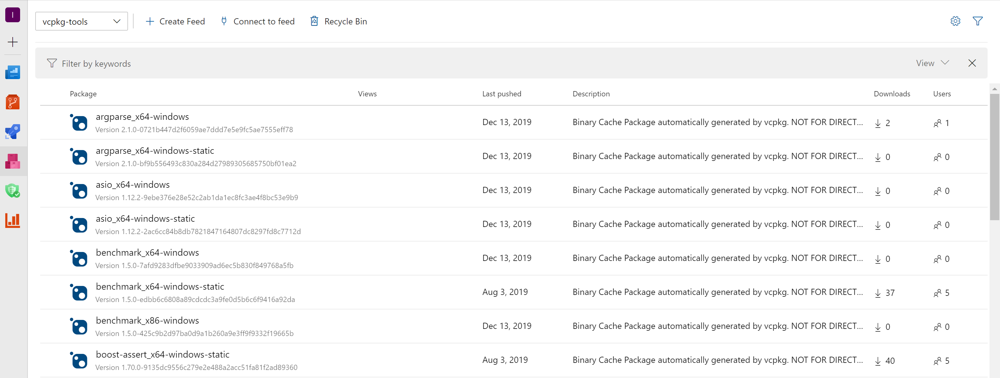 I
vcpkg-tools
Create Feed
Connect to feed
Recycle Bin
Filter by keywords
View
Package Views Last pushed Description Downloads Users
argparse_x64-windows
Version 2.1.0-0721b447d2f6059ae7ddd7e5e9fc5ae7555eff78
Dec 13, 2019 Binary Cache Package automatically generated by vcpkg. NOT FOR DIRECT... 2 1
argparse_x64-windows-static
Version 2.1.0-bf9b556493c830a284d27989305685750bf01ea2
Dec 13, 2019 Binary Cache Package automatically generated by vcpkg. NOT FOR DIRECT... 0 0
asio_x64-windows
Version 1.12.2-9ebe376e28e52c2ab1da1ec8fc3ae4f8bc53e9b9
Dec 13, 2019 Binary Cache Package automatically generated by vcpkg. NOT FOR DIRECT... 0 0
asio_x64-windows-static
Version 1.12.2-2ac6cc84b8db7821847164807dc8297fd8c7712d
Dec 13, 2019 Binary Cache Package automatically generated by vcpkg. NOT FOR DIRECT... 0 0
benchmark_x64-windows
Version 1.5.0-7afd9283dfbe9033909ad6ec5b830f849768a5fb
Dec 13, 2019 Binary Cache Package automatically generated by vcpkg. NOT FOR DIRECT... 0 0
benchmark_x64-windows-static
Version 1.5.0-edbb6c6808a89cdcdc3a9fe0d5b6c6f9416a92da
Aug 3, 2019 Binary Cache Package automatically generated by vcpkg. NOT FOR DIRECT... 37 5
benchmark_x86-windows
Version 1.5.0-425c9b2d97ba0d9a1b260a9e3ff9f9332f19665b
Dec 13, 2019 Binary Cache Package automatically generated by vcpkg. NOT FOR DIRECT... 0 0
boost-assert_x64-windows-static
Version 1.70.0-9135dc9556c279e2e488a2acc51fa81f2ad89360
Aug 3, 2019 Binary Cache Package automatically generated by vcpkg. NOT FOR DIRECT... 40 5